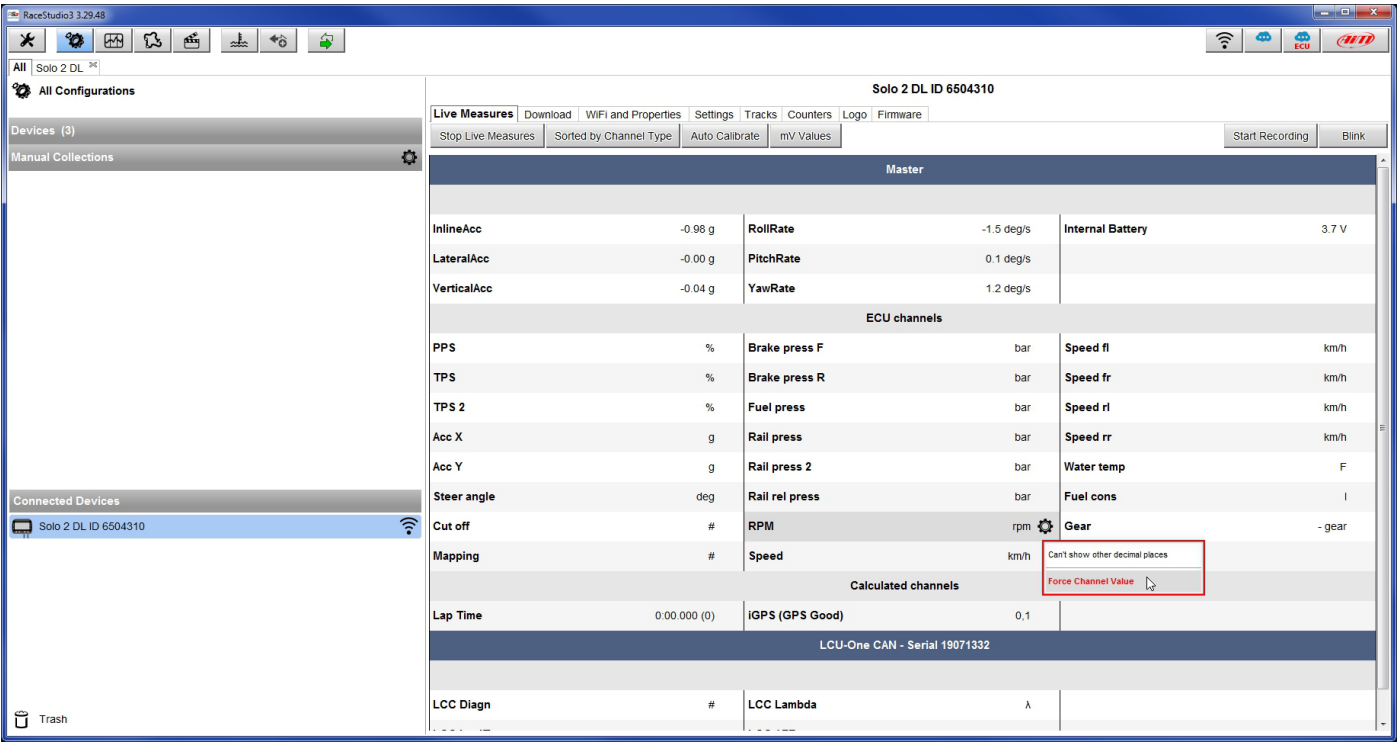 RaceStudio3 3.29.48
ECU
AiM
All Solo 2 DL
All Configurations
Devices (3)
Manual Collections
Connected Devices
Solo 2 DL ID 6504310
Trash
Solo 2 DL ID 6504310
Live Measures Download WiFi and Properties Settings Tracks Counters Logo Firmware
Stop Live Measures Sorted by Channel Type Auto Calibrate mV Values Start Recording Blink
Master
InlineAcc -0.98 g RollRate -1.5 deg/s Internal Battery 3.7 V
LateralAcc -0.00 g PitchRate 0.1 deg/s
VerticalAcc -0.04 g YawRate 1.2 deg/s
ECU channels
PPS % Brake press F bar Speed fl km/h
TPS % Brake press R bar Speed fr km/h
TPS 2 % Fuel press bar Speed rl km/h
Acc X g Rail press bar Speed rr km/h
Acc Y g Rail press 2 bar Water temp F
Steer angle deg Rail rel press bar Fuel cons l
Cut off # RPM rpm Gear - gear
Mapping # Speed km/h
Can't show other decimal places
Force Channel Value
Calculated channels
Lap Time 0:00.000 (0) iGPS (GPS Good) 0,1
LCU-One CAN - Serial 19071332
LCC Diagn # LCC Lambda λ